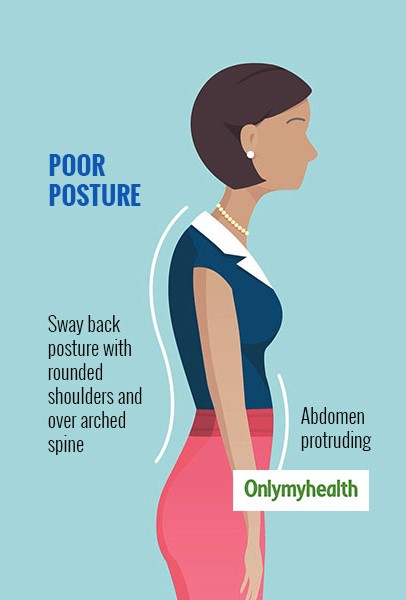 POOR
POSTURE
Sway back
posture with
rounded
shoulders and
over arched
spine
Abdomen
protruding
Onlymyhealth